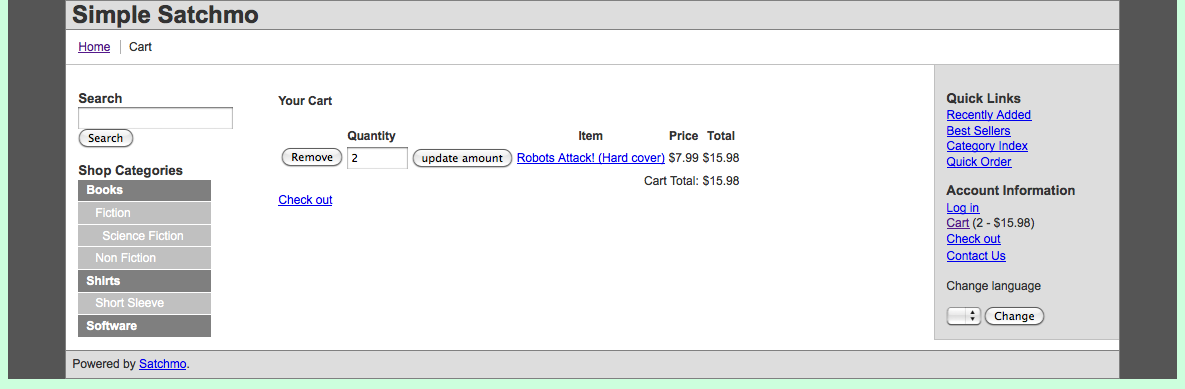 Simple Satchmo
Home Cart
Search
Search
Shop Categories
Books
Fiction
Science Fiction
Non Fiction
Shirts
Short Sleeve
Software
Your Cart
Quantity Item Price Total
Remove 2 update amount Robots Attack! (Hard cover) $7.99 $15.98
Cart Total: $15.98
Check out
Quick Links
Recently Added
Best Sellers
Category Index
Quick Order
Account Information
Log in
Cart (2 - $15.98)
Check out
Contact Us
Change language
Change
Powered by Satchmo.